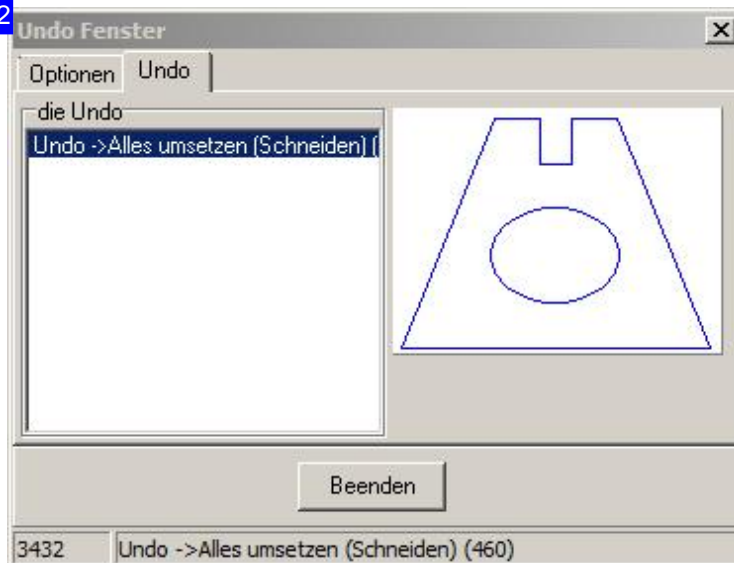 2
Undo Fenster
Optionen Undo
die Undo
Undo ->Alles umsetzen (Schneiden) (
Beenden
3432 Undo ->Alles umsetzen (Schneiden) (460)